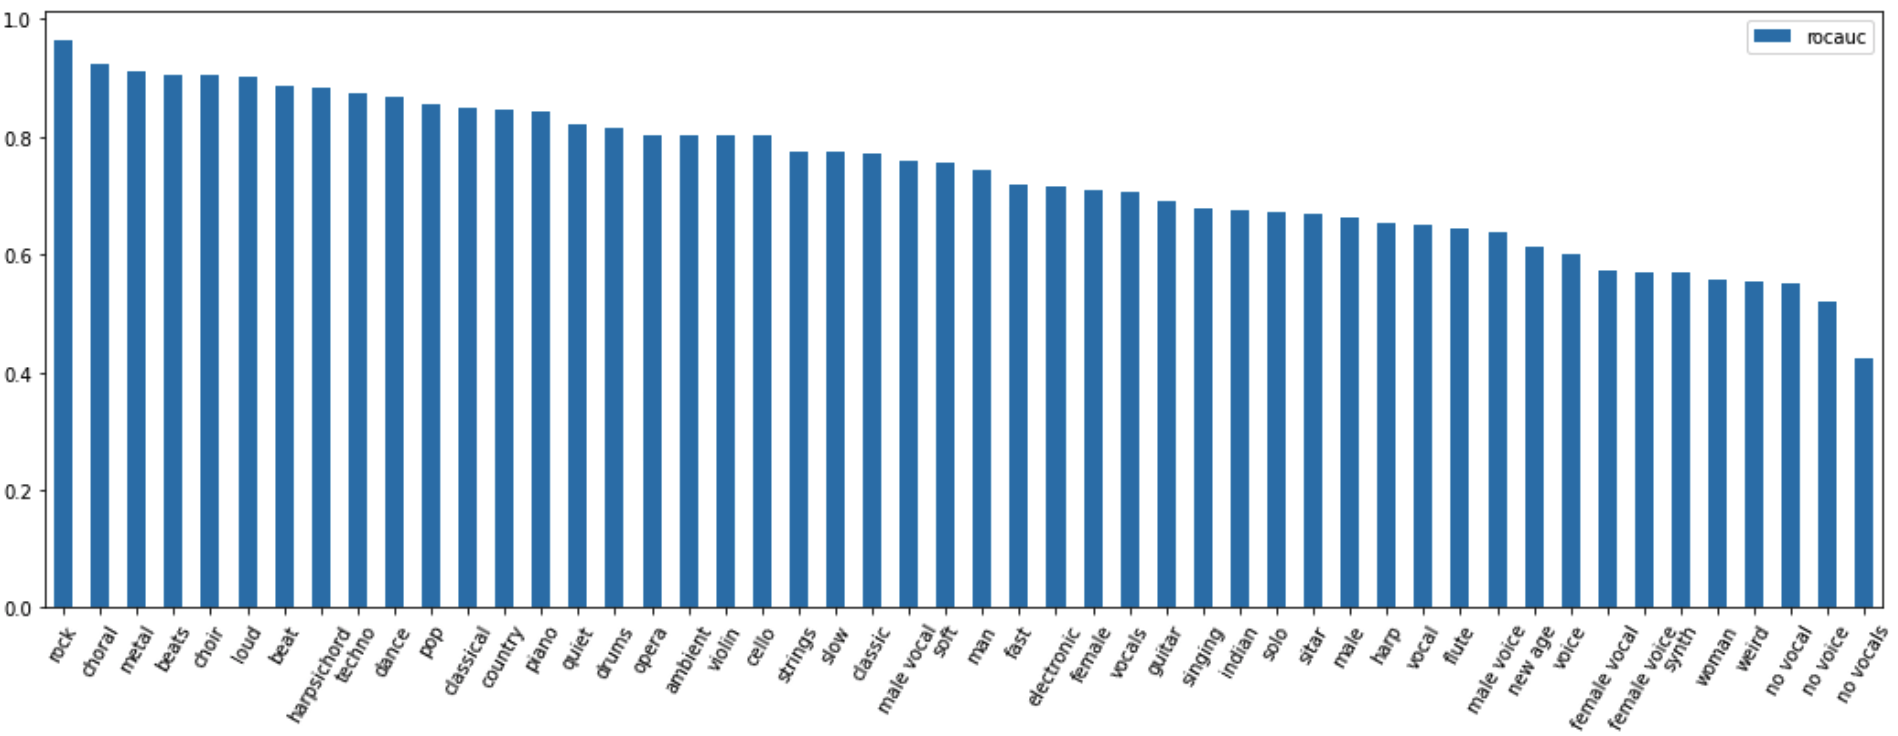 1.0
0.8
0.6
0.4
0.2
0.0
rocauc
rock
choral
metal
beats
choir
loud
beat
harpsichord
techno
dance
pop
classical
country
piano
quiet
drums
opera
ambient
violin
cello
strings
slow
classic
male vocal
soft
man
fast
electronic
female
vocals
guitar
singing
indian
solo
sitar
male
harp
vocal
flute
male voice
new age
voice
female vocal
female voice
synth
woman
weird
no vocal
no voice
no vocals